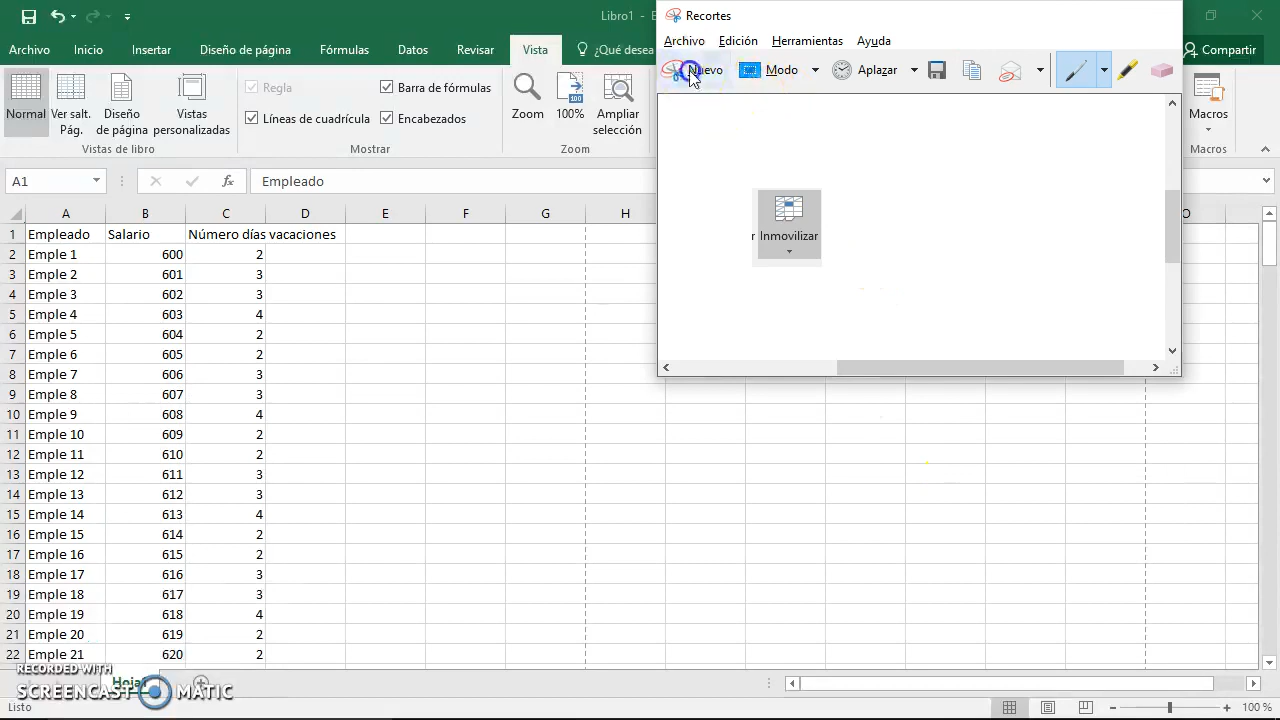 Libro1 - E
Recortes
Archivo Inicio Insertar Diseño de página Fórmulas Datos Revisar Vista ¿Qué desea
Archivo Edición Herramientas Ayuda
Compartir
Nuevo Modo Aplazar
Normal
Ver salt. Pág.
Diseño de página
Vistas personalizadas
Vistas de libro
Regla
Barra de fórmulas
Líneas de cuadrícula
Encabezados
Mostrar
Zoom
100
100%
Ampliar selección
Zoom
Macros
Macros
r Inmovilizar
A1 fx Empleado
A B C D E F G H O
1 Empleado Salario Número días vacaciones
2 Emple 1 600 2
3 Emple 2 601 3
4 Emple 3 602 3
5 Emple 4 603 4
6 Emple 5 604 2
7 Emple 6 605 2
8 Emple 7 606 3
9 Emple 8 607 3
10 Emple 9 608 4
11 Emple 10 609 2
12 Emple 11 610 2
13 Emple 12 611 3
14 Emple 13 612 3
15 Emple 14 613 4
16 Emple 15 614 2
17 Emple 16 615 2
18 Emple 17 616 3
19 Emple 18 617 3
20 Emple 19 618 4
21 Emple 20 619 2
22 Emple 21 620 2
RECORDED WITH
SCREENCAST MATIC
Listo
100 %